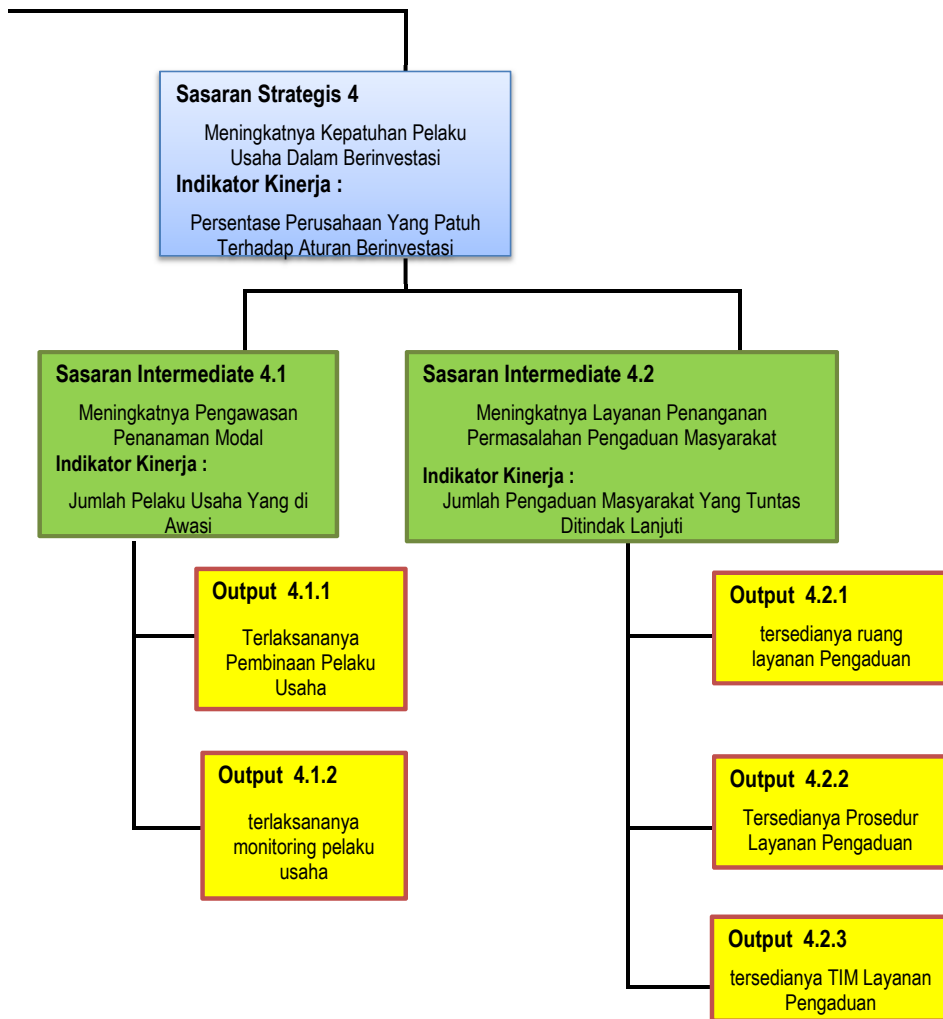 Sasaran Strategis 4
Meningkatnya Kepatuhan Pelaku
Usaha Dalam Berinvestasi
Indikator Kinerja :
Persentase Perusahaan Yang Patuh
Terhadap Aturan Berinvestasi
Sasaran Intermediate 4.1
Meningkatnya Pengawasan
Penanaman Modal
Indikator Kinerja :
Jumlah Pelaku Usaha Yang di
Awasi
Sasaran Intermediate 4.2
Meningkatnya Layanan Penanganan
Permasalahan Pengaduan Masyarakat
Indikator Kinerja :
Jumlah Pengaduan Masyarakat Yang Tuntas
Ditindak Lanjuti
Output 4.1.1
Terlaksananya
Pembinaan Pelaku
Usaha
Output 4.1.2
terlaksananya
monitoring pelaku
usaha
Output 4.2.1
tersedianya ruang
layanan Pengaduan
Output 4.2.2
Tersedianya Prosedur
Layanan Pengaduan
Output 4.2.3
tersedianya TIM Layanan
Pengaduan